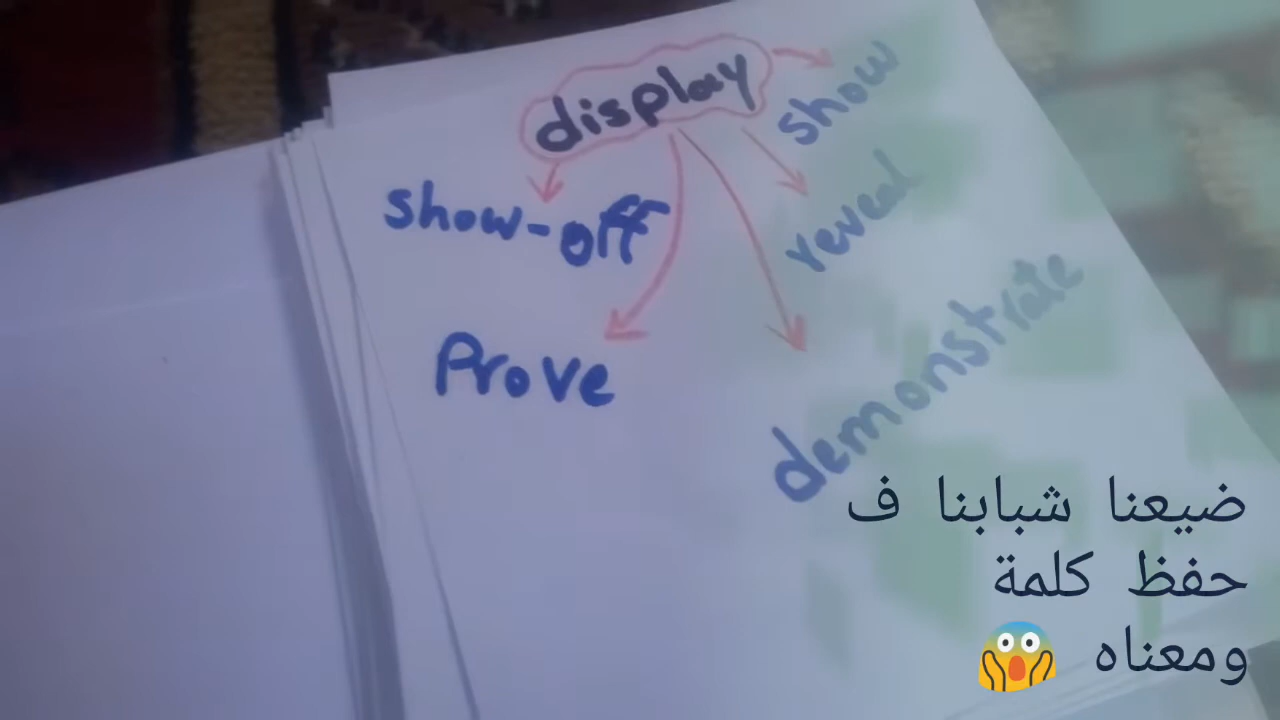 display
show
show-off
reveal
Prove
demonstrate
ضيعنا شبابنا ف
حفظ كلمة
ومعناه 😱